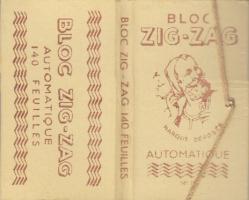 BLOC
ZIG-ZAG
AUTOMATIQUE
140 FEUILLES
BLOC ZIG-ZAG 140 FEUILLES
BLOC
ZIG-ZAG
MARQUE DÉPOSÉE
AUTOMATIQUE